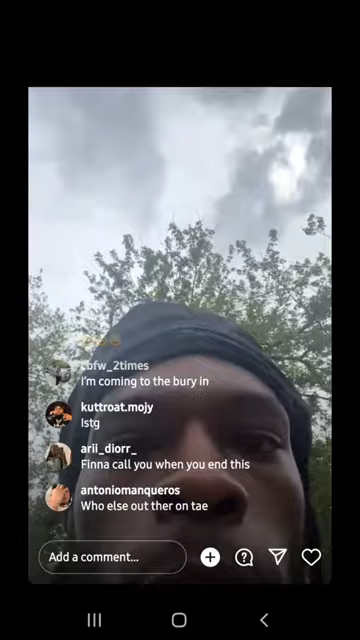 cbfw_2times
I'm coming to the bury in
kuttroat.mojy
Istg
arii_diorr_
Finna call you when you end this
antoniomanqueros
Who else out ther on tae
Add a comment...